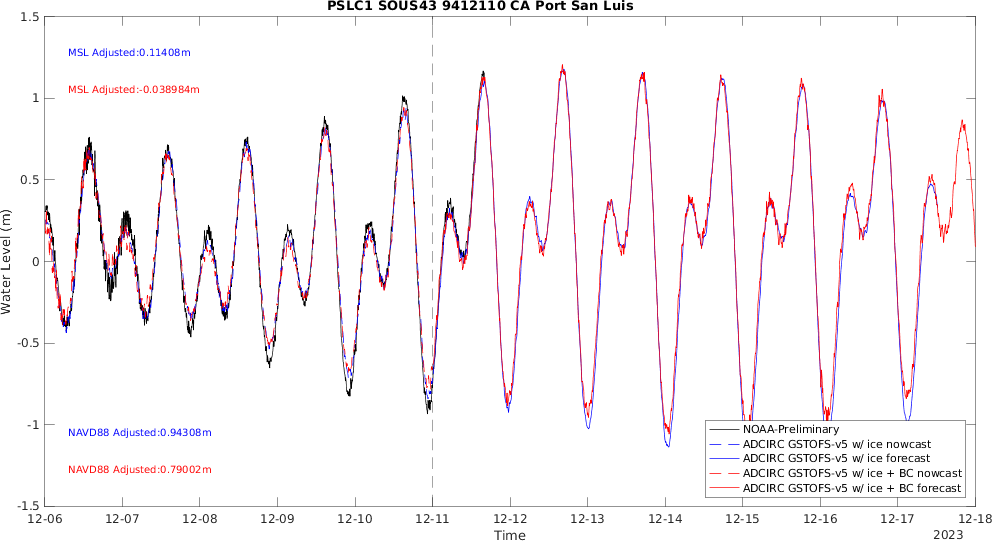 PSLC1 SOUS43 9412110 CA Port San Luis
1.5
MSL Adjusted:0.11408m
MSL Adjusted:-0.038984m
1
0.5
Water Level (m)
0
-0.5
-1
NAVD88 Adjusted:0.94308m
NAVD88 Adjusted:0.79002m
NOAA-Preliminary
ADCIRC GSTOFS-v5 w/ ice nowcast
ADCIRC GSTOFS-v5 w/ ice forecast
ADCIRC GSTOFS-v5 w/ ice + BC nowcast
ADCIRC GSTOFS-v5 w/ ice + BC forecast
-1.5
12-06 12-07 12-08 12-09 12-10 12-11 12-12 12-13 12-14 12-15 12-16 12-17 12-18
Time
2023